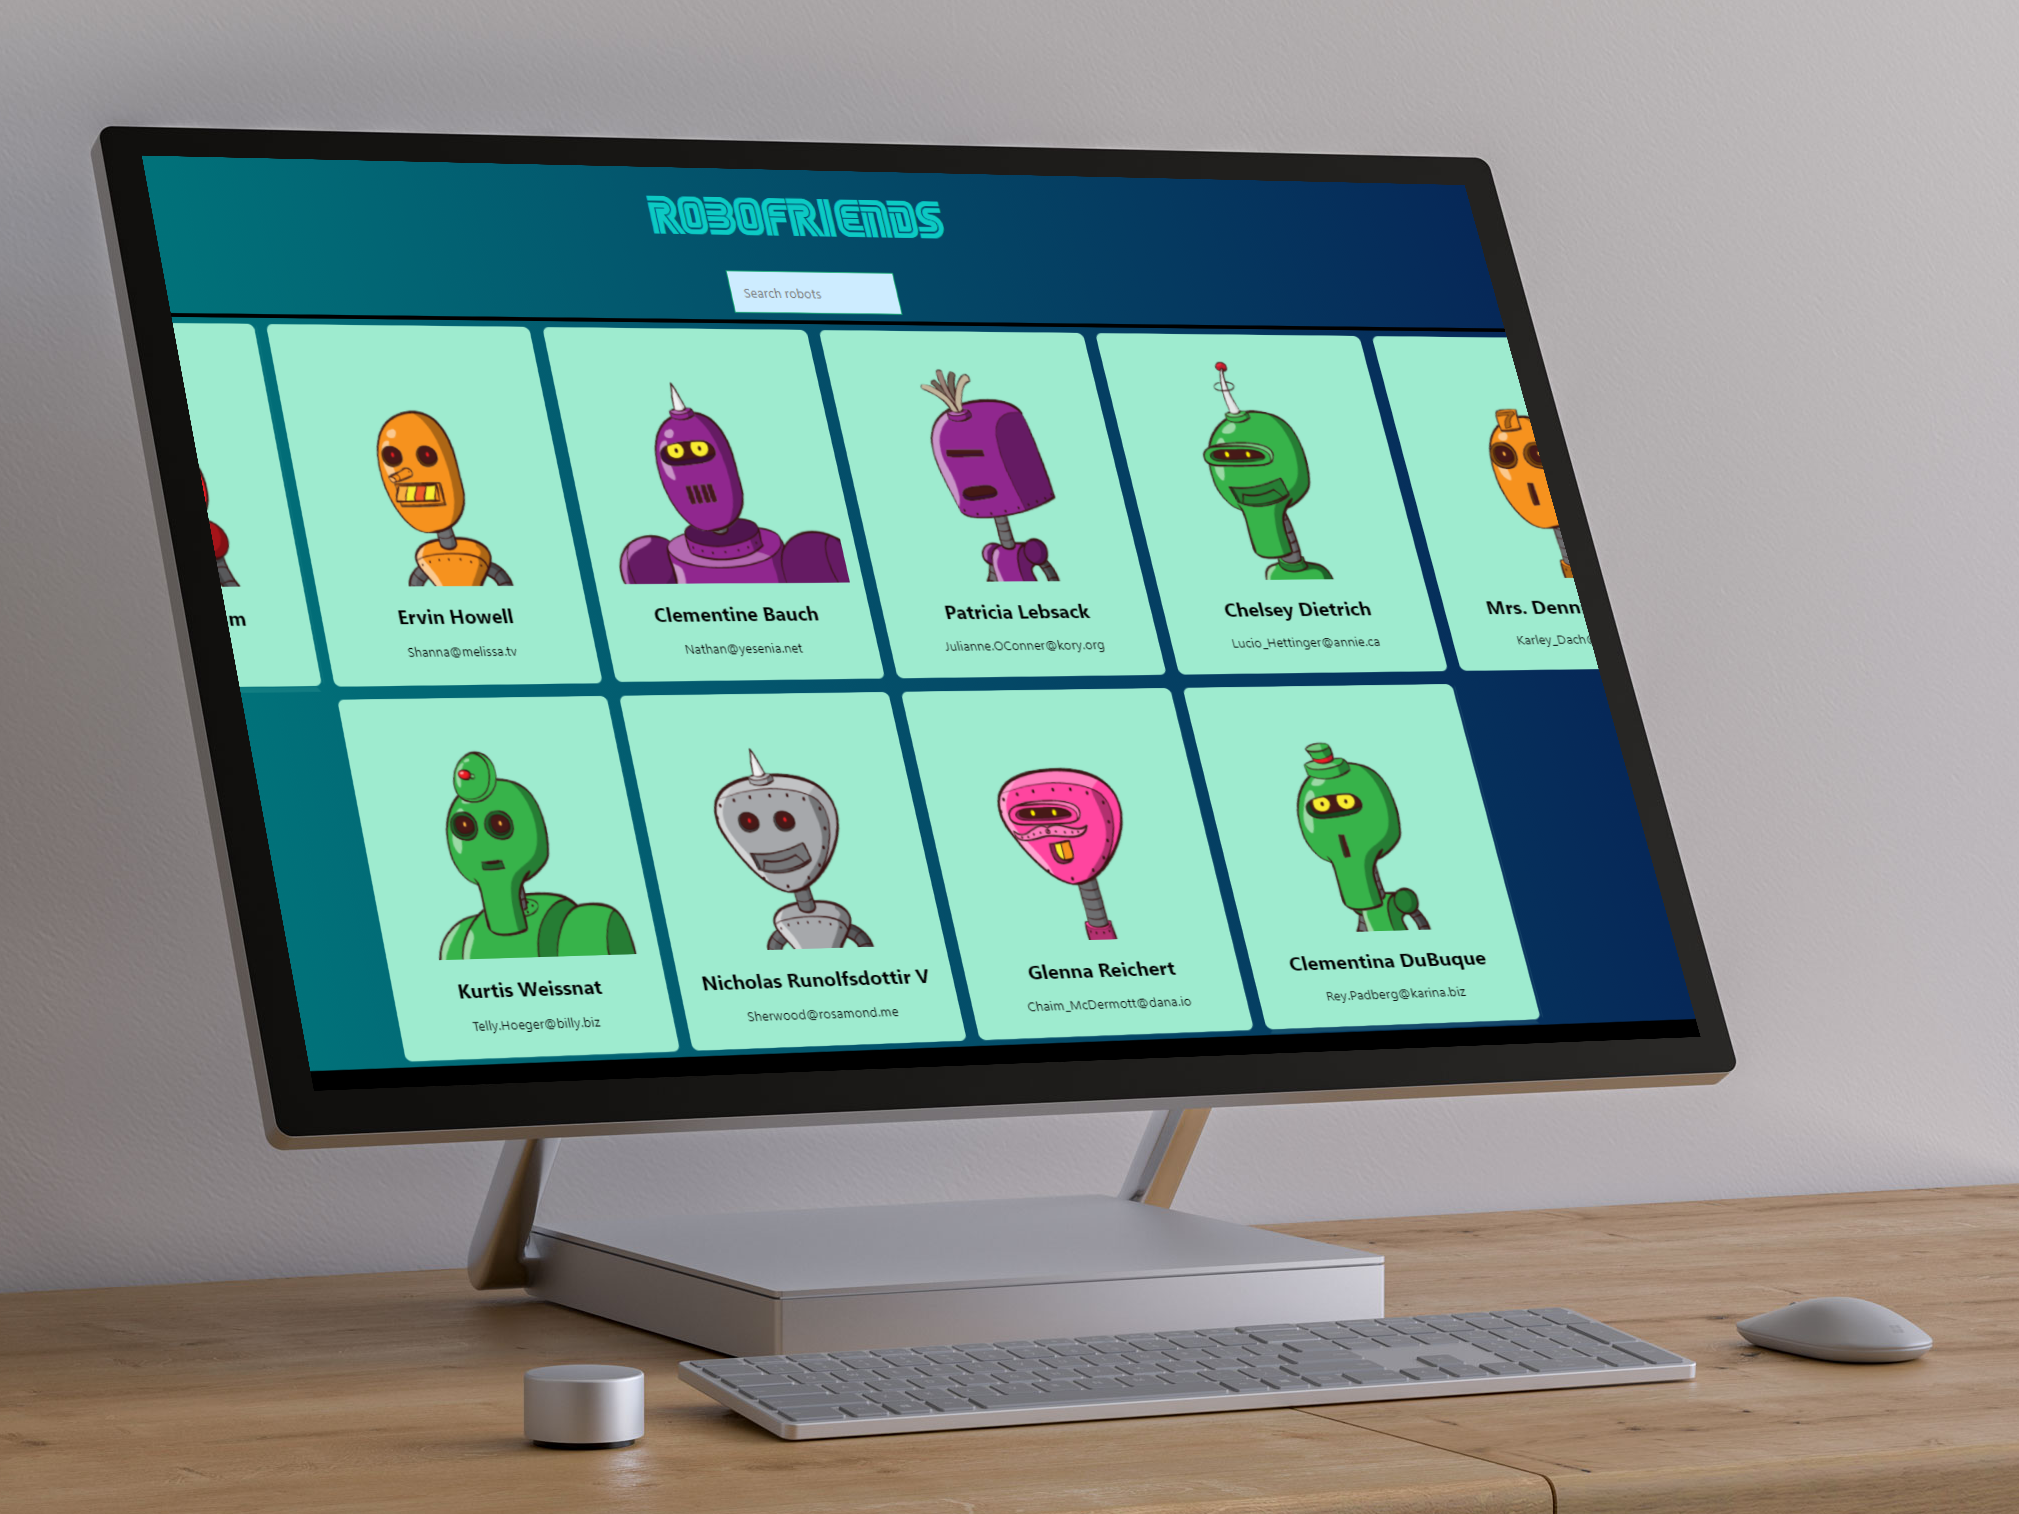 ROBOFRIENDS
Search robots
m
Ervin Howell
Shanna@melissa.tv
Clementine Bauch
Nathan@yesenia.net
Patricia Lebsack
Julianne.OConner@kory.org
Chelsey Dietrich
Lucio_Hettinger@annie.ca
Mrs. Denn
Karley_Dach
Kurtis Weissnat
Telly.Hoeger@billy.biz
Nicholas Runolfsdottir V
Sherwood@rosamond.me
Glenna Reichert
Chaim_McDermott@dana.io
Clementina DuBuque
Rey.Padberg@karina.biz